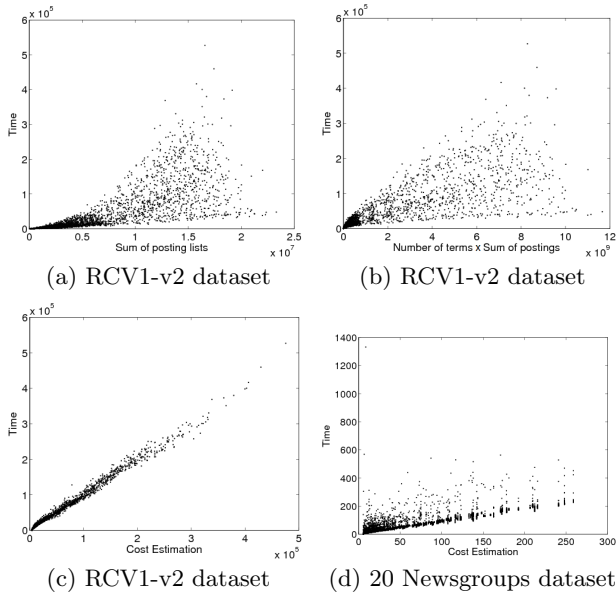 x 10^5
6
5
4
3
2
1
0
Time
0 0.5 1.0 1.5 2.0 2.5
Sum of posting lists
x 10^7
(a) RCV1-v2 dataset
x 10^5
6
5
4
3
2
1
0
Time
0 2 4 6 8 10 12
Number of terms x Sum of postings
x 10^9
(b) RCV1-v2 dataset
x 10^5
6
5
4
3
2
1
0
Time
0 1 2 3 4 5
Cost Estimation
x 10^5
(c) RCV1-v2 dataset
1400
1200
1000
800
600
400
200
0
Time
0 50 100 150 200 250 300
Cost Estimation
(d) 20 Newsgroups dataset